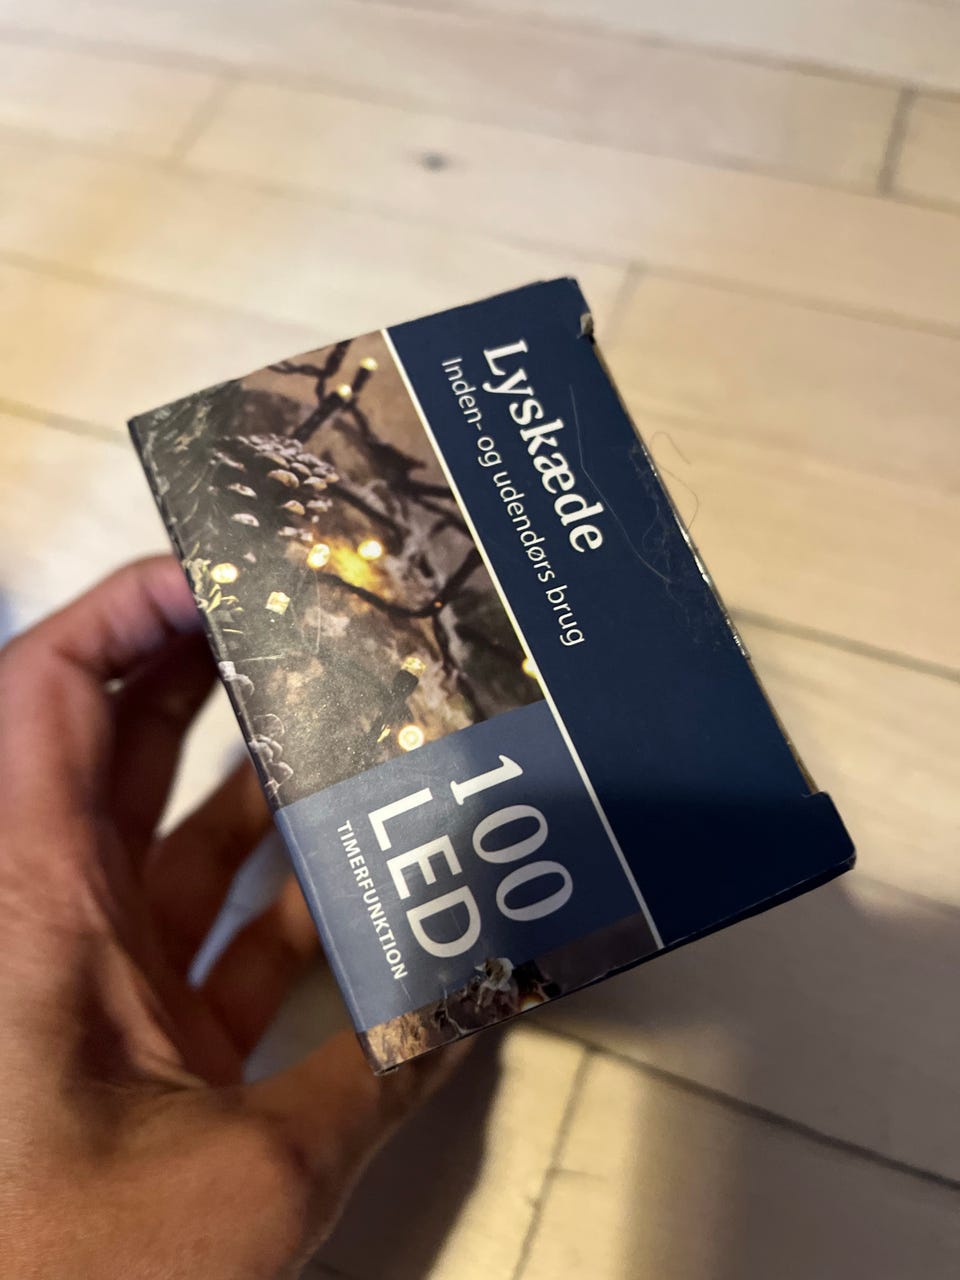 Lyskæde
Inden- og udendørs brug
100
LED
TIMERFUNKTION